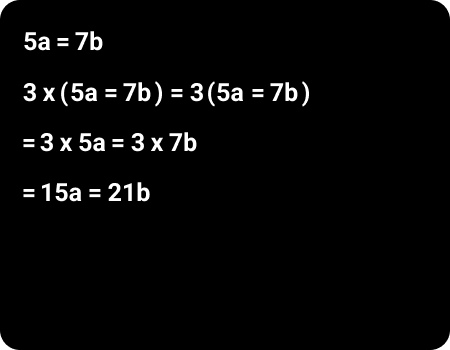 5a = 7b
3 x (5a = 7b) = 3(5a = 7b)
= 3 x 5a = 3 x 7b
= 15a = 21b